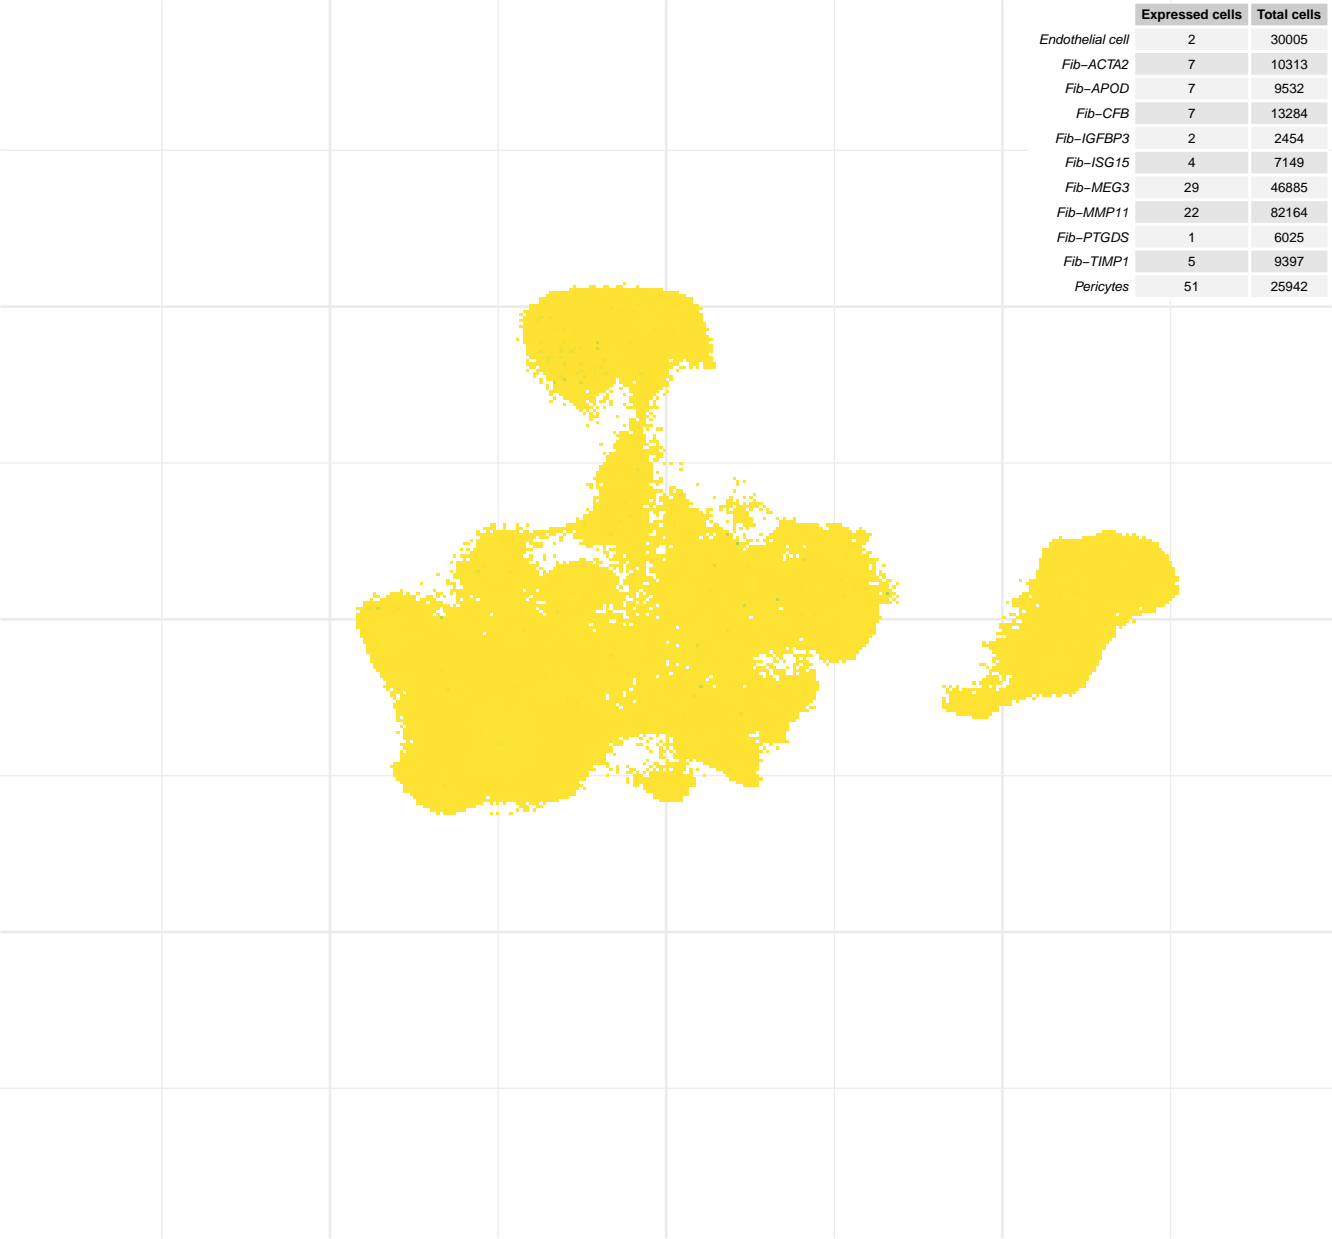 Expressed cells Total cells
Endothelial cell 2 30005
Fib−ACTA2 7 10313
Fib−APOD 7 9532
Fib−CFB 7 13284
Fib−IGFBP3 2 2454
Fib−ISG15 4 7149
Fib−MEG3 29 46885
Fib−MMP11 22 82164
Fib−PTGDS 1 6025
Fib−TIMP1 5 9397
Pericytes 51 25942